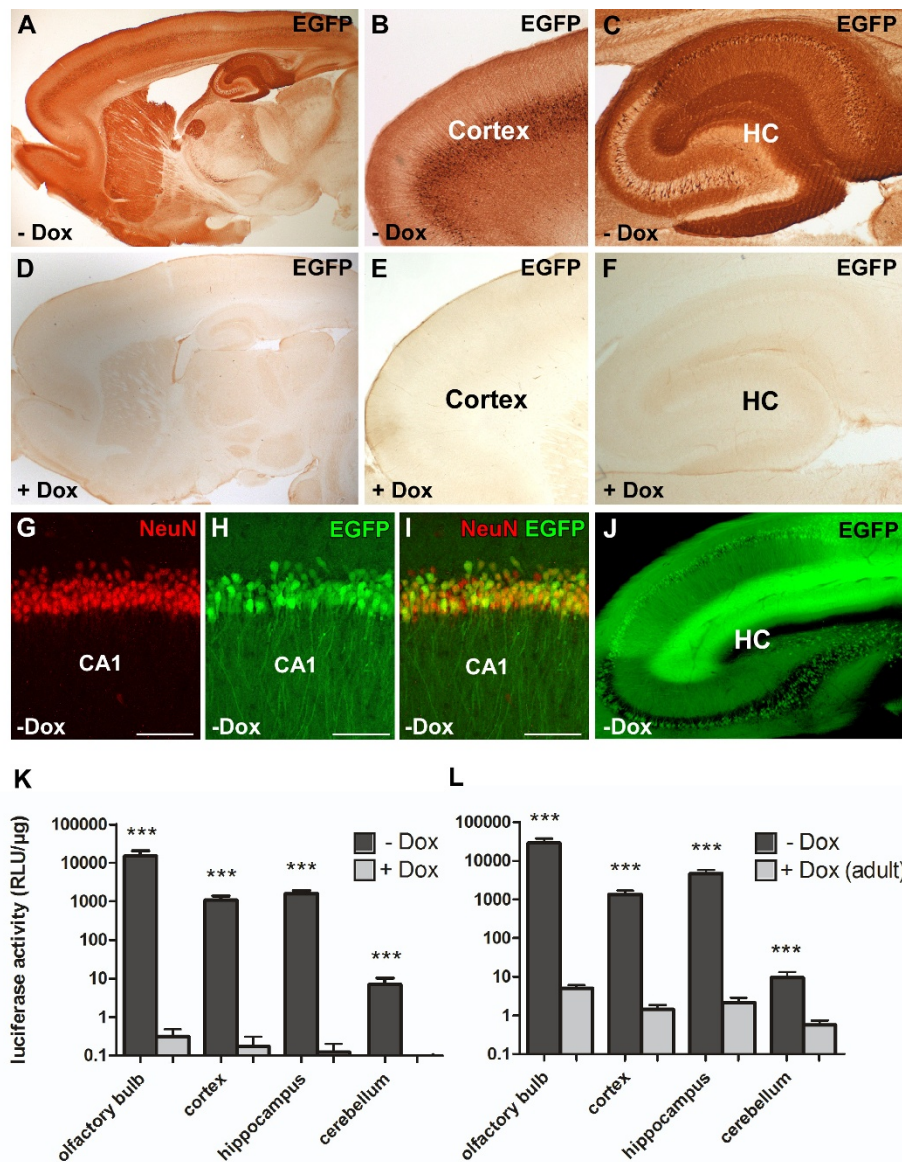 A EGFP
- Dox
B EGFP
Cortex
- Dox
C EGFP
HC
- Dox
D EGFP
+ Dox
E EGFP
Cortex
+ Dox
F EGFP
HC
+ Dox
G NeuN
CA1
-Dox
H EGFP
CA1
-Dox
I NeuN EGFP
CA1
-Dox
J EGFP
HC
-Dox
K
luciferase activity (RLU/µg)
100000
10000
1000
100
10
1
0.1
***
***
***
***
- Dox
+ Dox
olfactory bulb
cortex
hippocampus
cerebellum
L
100000
10000
1000
100
10
1
0.1
***
***
***
***
- Dox
+ Dox (adult)
olfactory bulb
cortex
hippocampus
cerebellum